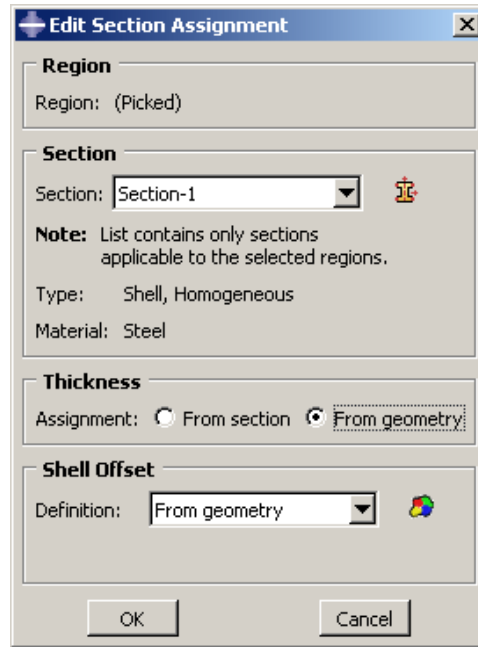 Edit Section Assignment
Region
Region: (Picked)
Section
Section: Section-1
Note: List contains only sections
applicable to the selected regions.
Type: Shell, Homogeneous
Material: Steel
Thickness
Assignment: From section From geometry
Shell Offset
Definition: From geometry
OK Cancel